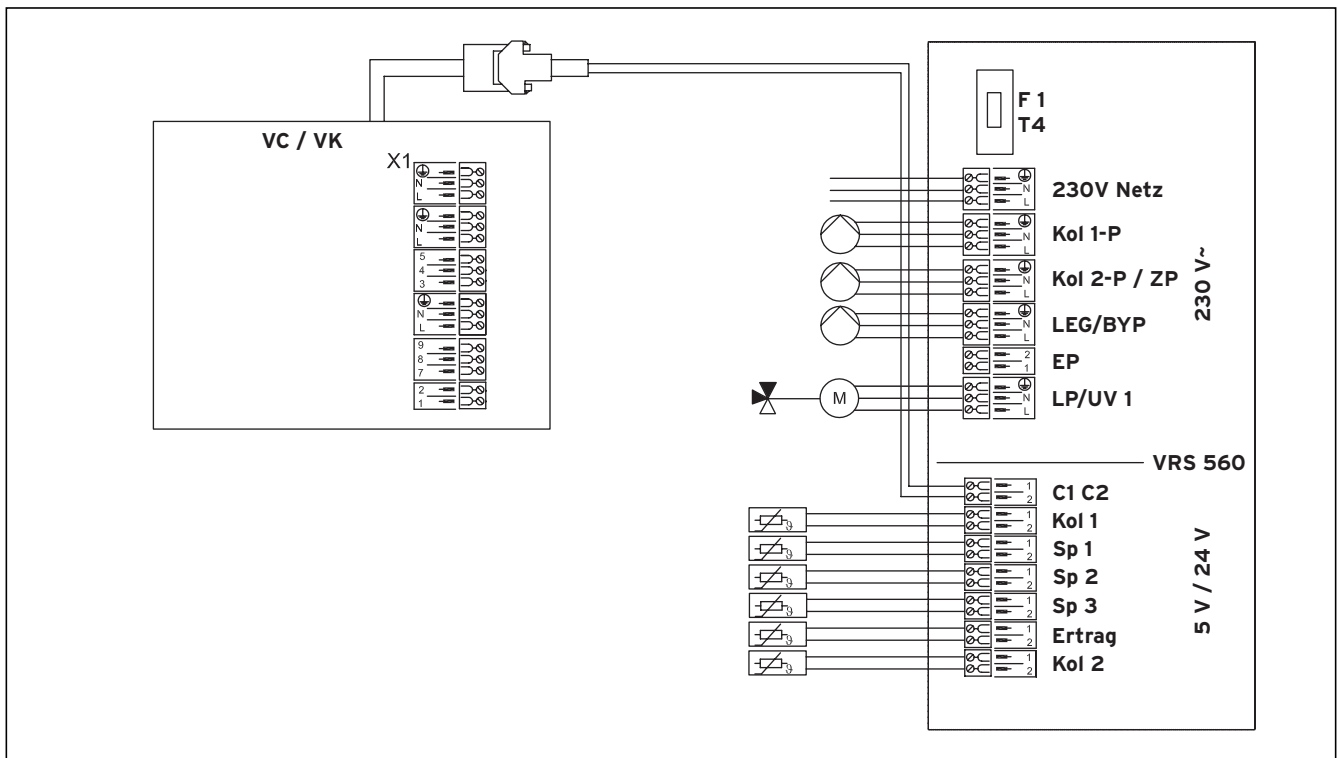 VC / VK
X1
N
L
N
L
5
4
3
N
L
9
8
7
2
1
F 1
T4
N
L
230V Netz
N
L
Kol 1-P
N
L
Kol 2-P / ZP
N
L
LEG/BYP
2
1
EP
M
N
L
LP/UV 1
230 V~
VRS 560
1
2
C1 C2
ϑ
1
2
Kol 1
ϑ
1
2
Sp 1
ϑ
1
2
Sp 2
ϑ
1
2
Sp 3
ϑ
1
2
Ertrag
ϑ
1
2
Kol 2
5 V / 24 V